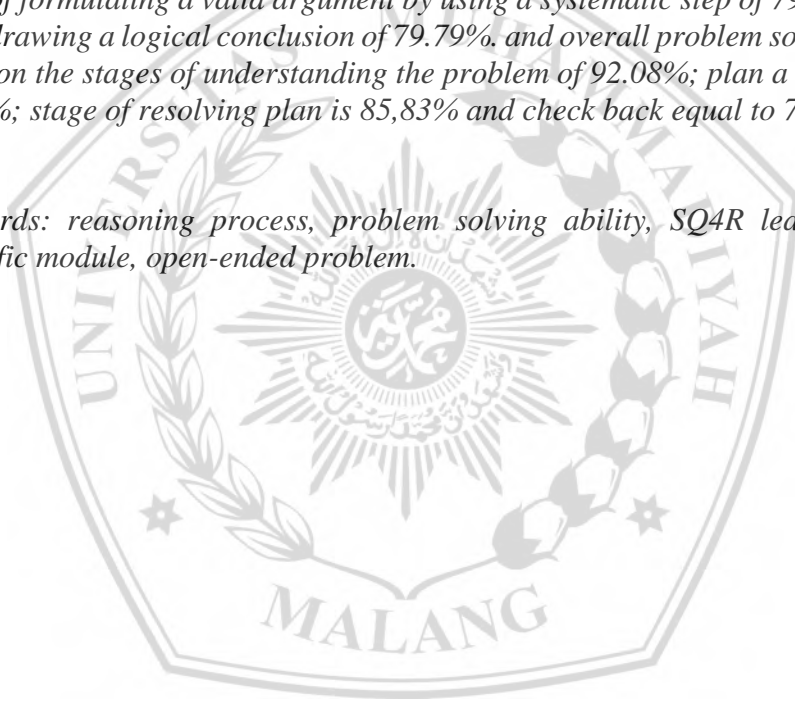 of formulating a valid argument by using a systematic step of 79
drawing a logical conclusion of 79.79%. and overall problem so
on the stages of understanding the problem of 92.08%; plan a
%; stage of resolving plan is 85,83% and check back equal to 7
rds: reasoning process, problem solving ability, SQ4R lea
fic module, open-ended problem.
UNIVERSITAS MUHAMMADIYAH
MALANG